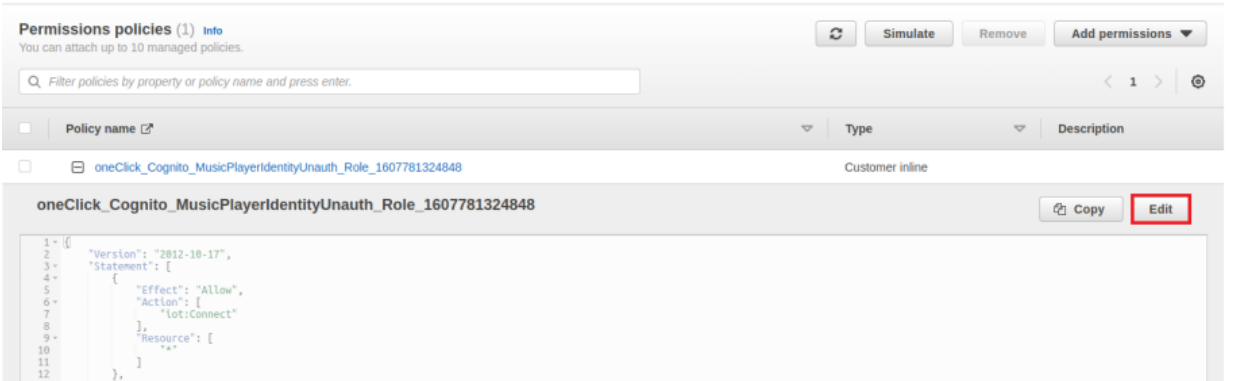 Permissions policies (1) Info
You can attach up to 10 managed policies.
Simulate Remove Add permissions
Filter policies by property or policy name and press enter.
1
Policy name Type Description
oneClick_Cognito_MusicPlayerIdentityUnauth_Role_1607781324848 Customer inline
oneClick_Cognito_MusicPlayerIdentityUnauth_Role_1607781324848
Copy Edit
1 {
2 "Version": "2012-10-17",
3 "Statement": [
4 {
5 "Effect": "Allow",
6 "Action": [
7 "iot:Connect"
8 ],
9 "Resource": [
10 "*"
11 ]
12 },